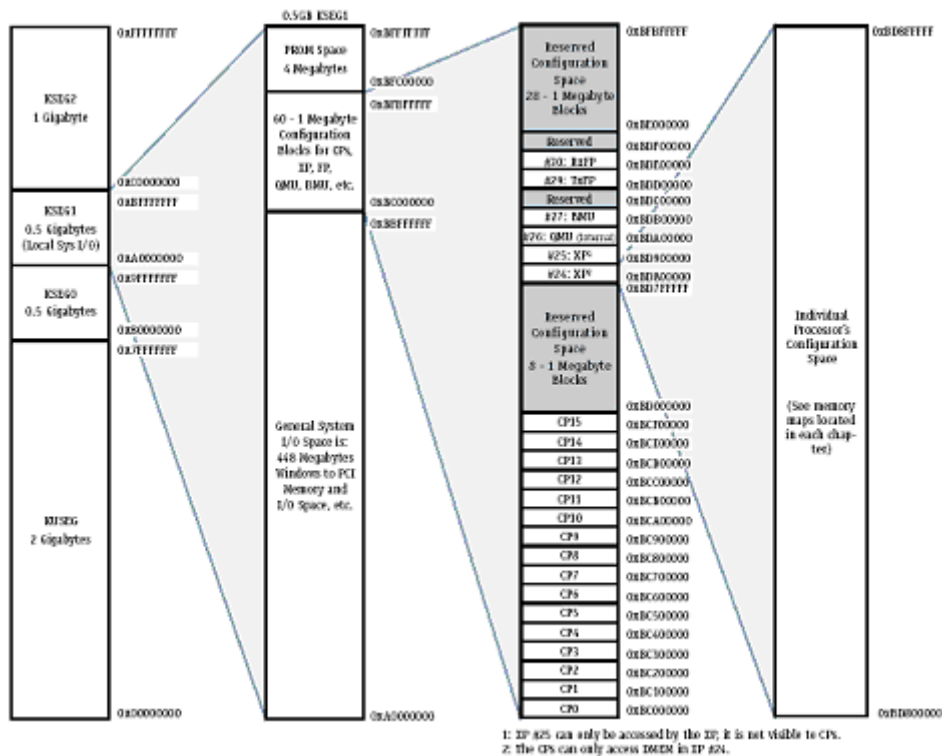 0xFFFFFFFF
KSEG2
1 Gigabyte
0xC0000000
0xBFFFFFFF
KSEG1
0.5 Gigabytes
(Local Sys I/O)
0xA0000000
0x9FFFFFFF
KSEG0
0.5 Gigabytes
0x80000000
0x7FFFFFFF
KUSEG
2 Gigabytes
0x00000000
0.5GB KSEG1
0xBFFFFFFF
PROM Space
4 Megabytes
0xBFC00000
0xBFBFFFFF
60 - 1 Megabyte
Configuration
Blocks for CPs,
XP, FP,
QMU, BMU, etc.
0xBC000000
0xBBFFFFFF
General System
I/O Space is:
448 Megabytes
Windows to PCI
Memory and
I/O Space, etc.
0xA0000000
0xBFBFFFFF
Reserved
Configuration
Space
28 - 1 Megabyte
Blocks
0xBE000000
Reserved
0xBDF00000
#30: RxFP
0xBDE00000
#29: TxFP
0xBDD00000
Reserved
0xBDC00000
#27: BMU
0xBDB00000
#26: QMU (Internal)
0xBDA00000
#25: XP
0xBD900000
#24: XP
0xBD800000
0xBD7FFFFF
Reserved
Configuration
Space
8 - 1 Megabyte
Blocks
0xBD000000
CP15
0xBCF00000
CP14
0xBCE00000
CP13
0xBCD00000
CP12
0xBCC00000
CP11
0xBCB00000
CP10
0xBCA00000
CP9
0xBC900000
CP8
0xBC800000
CP7
0xBC700000
CP6
0xBC600000
CP5
0xBC500000
CP4
0xBC400000
CP3
0xBC300000
CP2
0xBC200000
CP1
0xBC100000
CP0
0xBC000000
0xBD8FFFFF
Individual
Processor's
Configuration
Space
(See memory
maps located
in each chap-
ter)
0xBD800000
1: XP #25 can only be accessed by the XP, it is not visible to CPs.
2: The CPs can only access DMEM in XP #24.